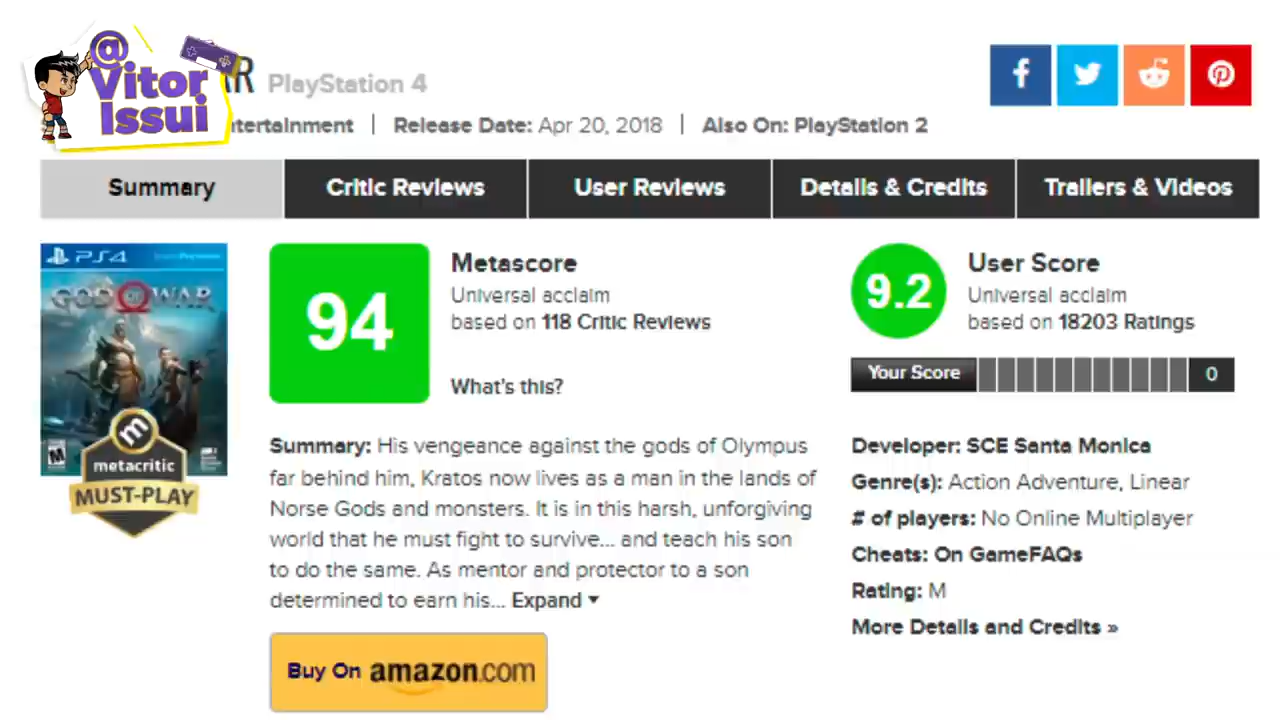 @
Vitor
Issui
AR PlayStation 4
ntertainment | Release Date: Apr 20, 2018 | Also On: PlayStation 2
Summary Critic Reviews User Reviews Details & Credits Trailers & Videos
PS4
GOD OF WAR
metacritic
MUST-PLAY
M
94
Metascore
Universal acclaim
based on 118 Critic Reviews
What's this?
9.2
User Score
Universal acclaim
based on 18203 Ratings
Your Score 0
Summary: His vengeance against the gods of Olympus
far behind him, Kratos now lives as a man in the lands of
Norse Gods and monsters. It is in this harsh, unforgiving
world that he must fight to survive... and teach his son
to do the same. As mentor and protector to a son
determined to earn his... Expand
Buy On amazon.com
Developer: SCE Santa Monica
Genre(s): Action Adventure, Linear
# of players: No Online Multiplayer
Cheats: On GameFAQs
Rating: M
More Details and Credits »